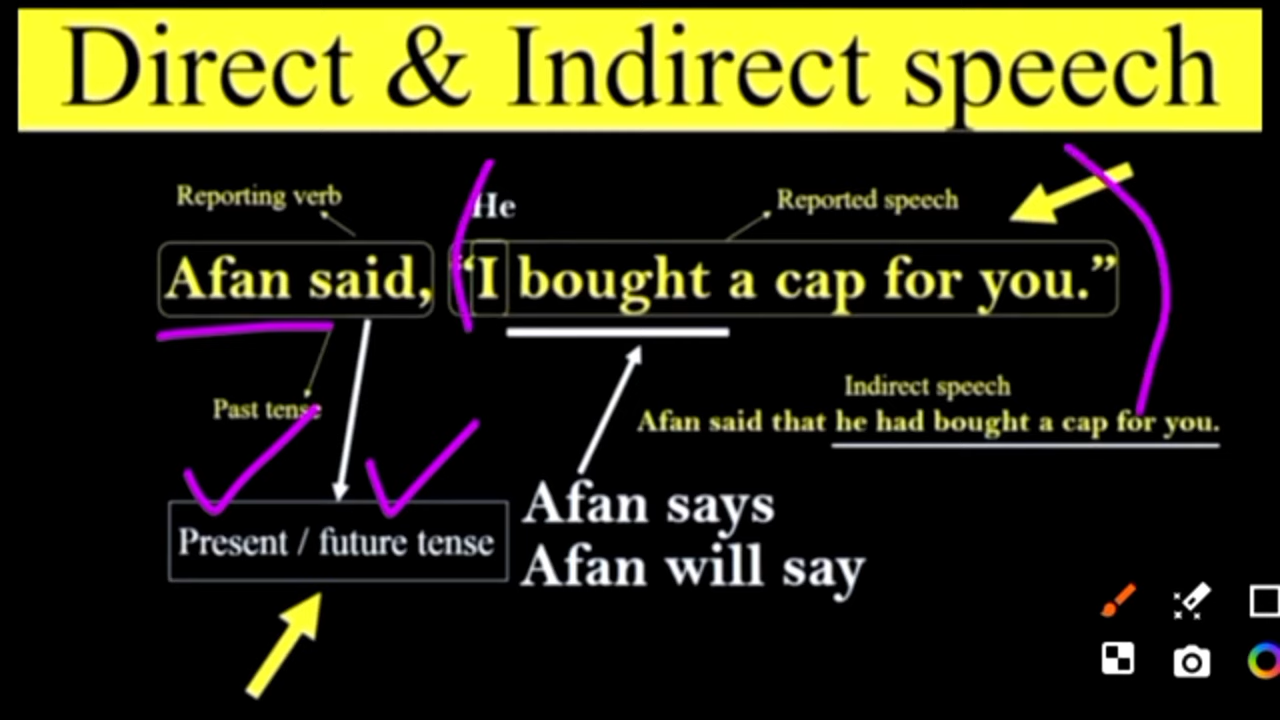 Direct & Indirect speech
Reporting verb
He
Reported speech
Afan said, “I bought a cap for you.”
Past tense
Indirect speech
Afan said that he had bought a cap for you.
Present / future tense
Afan says
Afan will say